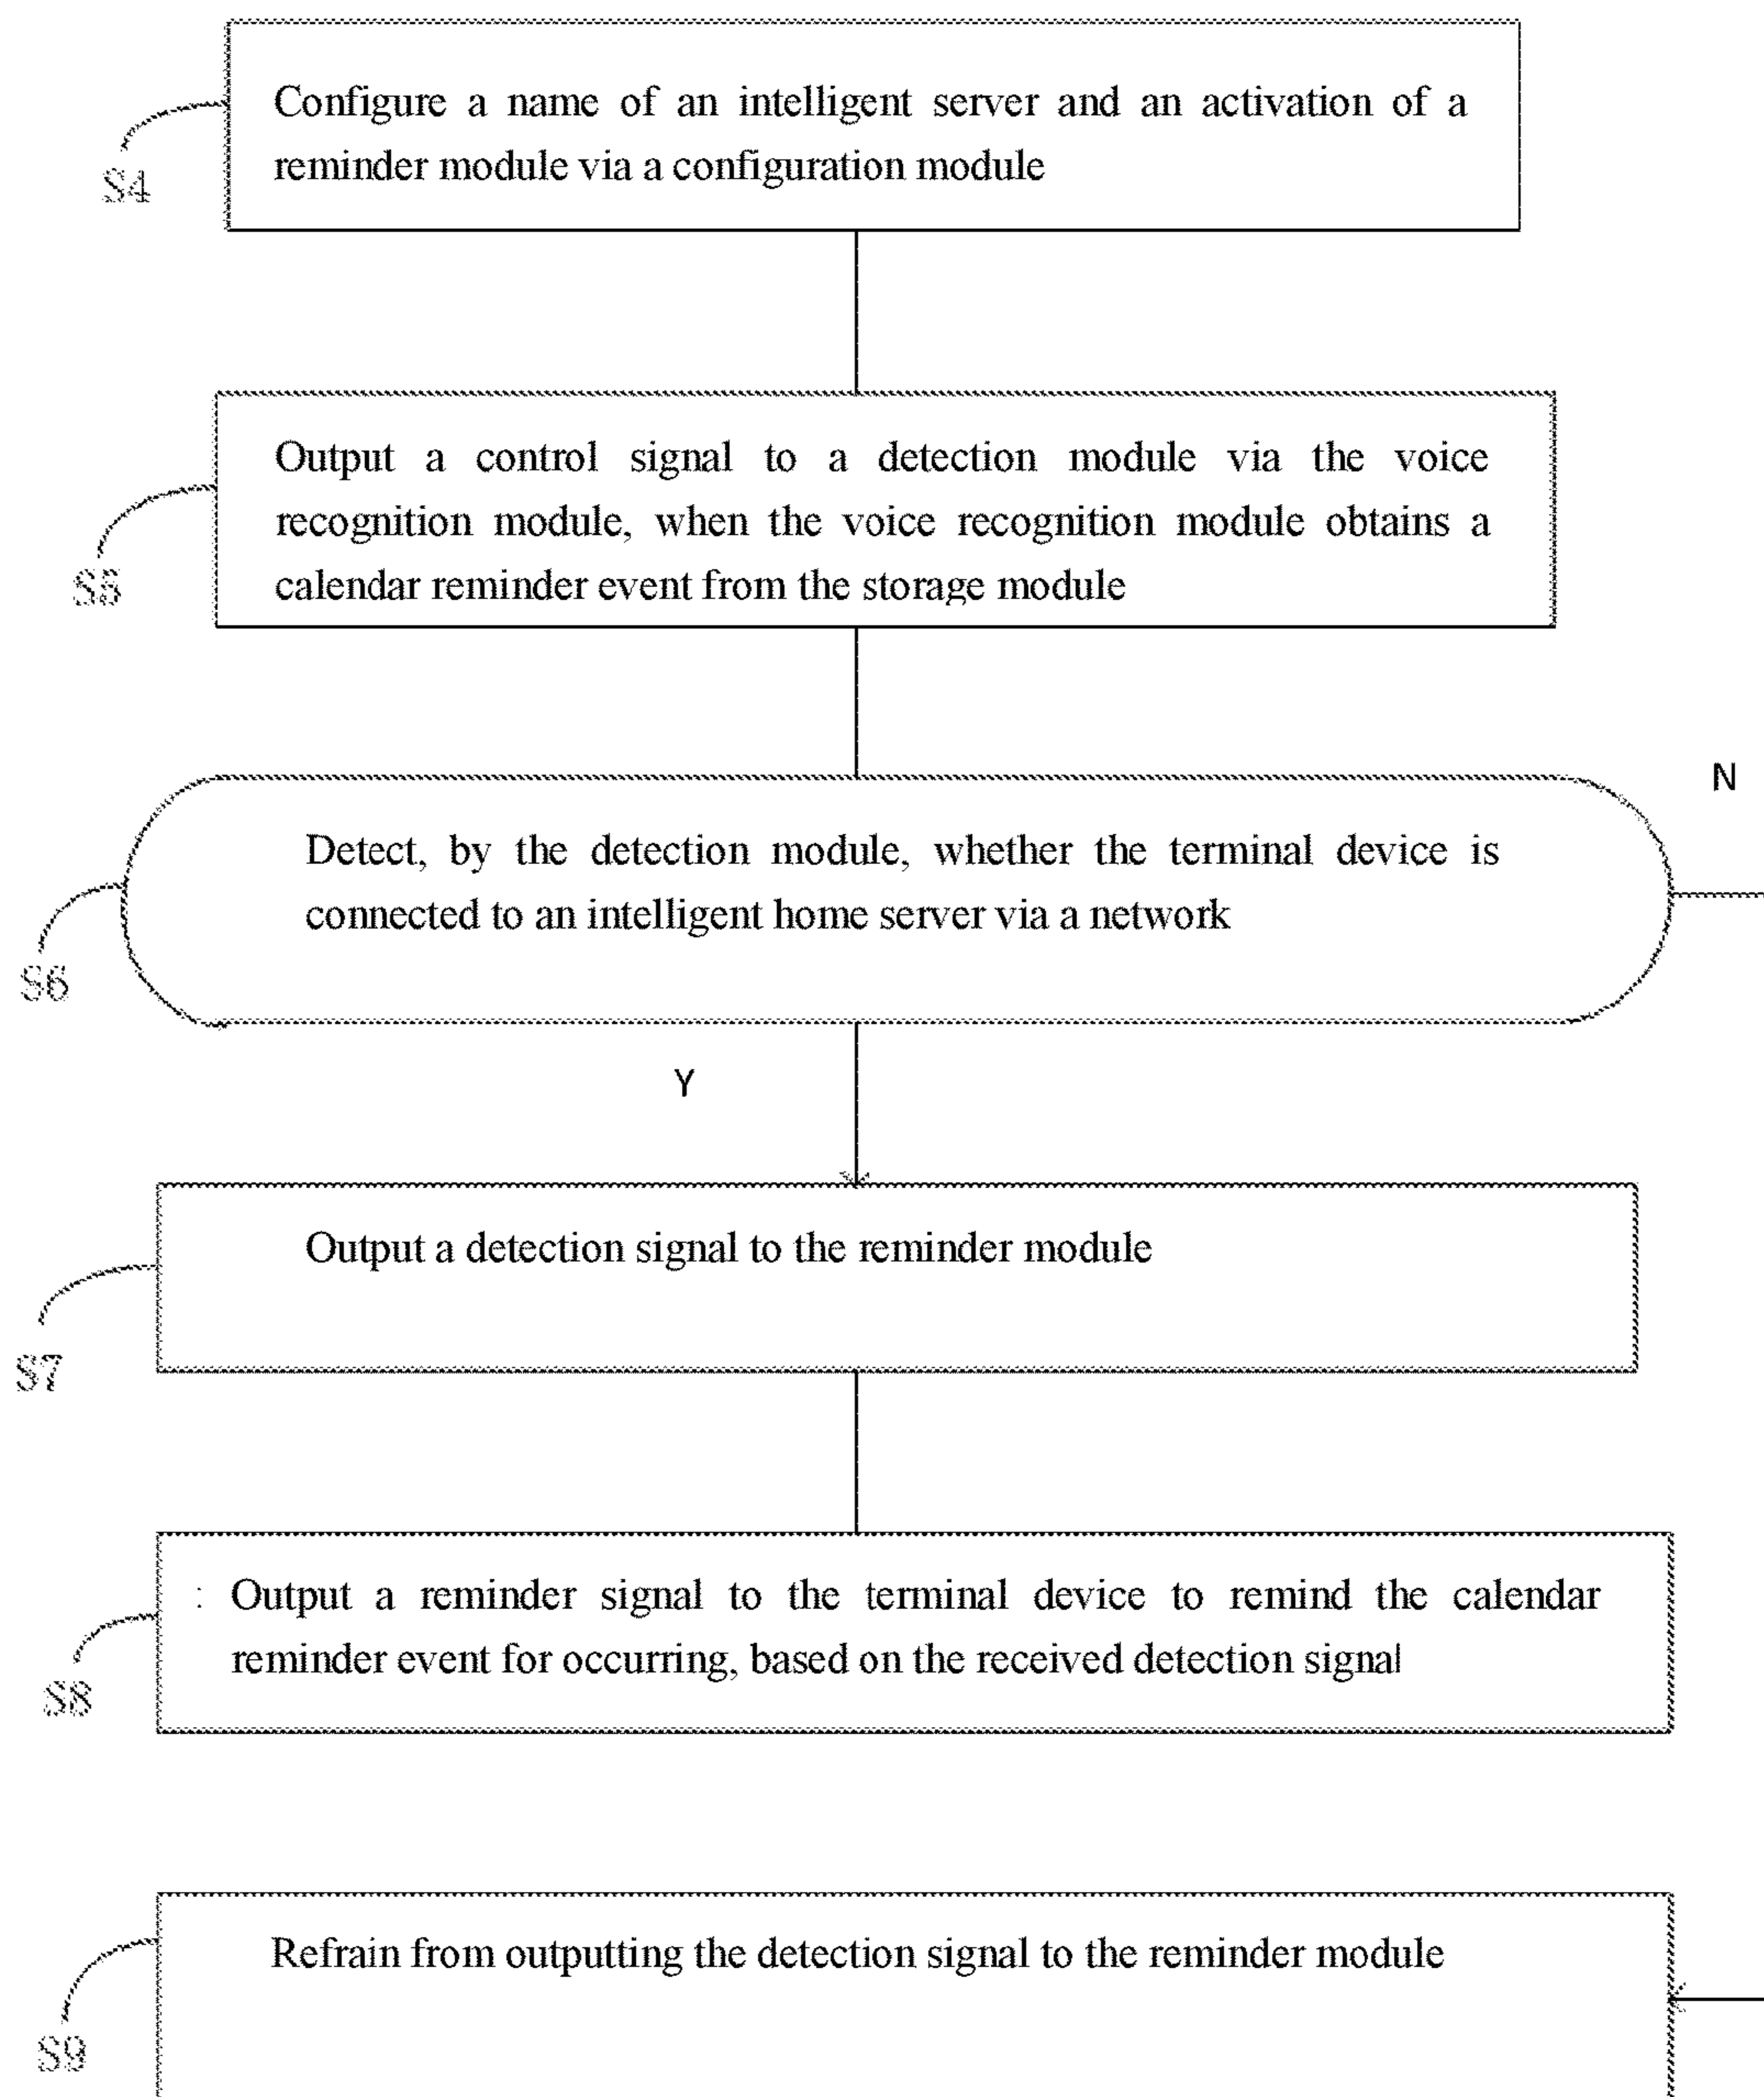 Configure a name of an intelligent server and an activation of a
reminder module via a configuration module
S4
Output a control signal to a detection module via the voice
recognition module, when the voice recognition module obtains a
calendar reminder event from the storage module
S5
N
Detect, by the detection module, whether the terminal device is
connected to an intelligent home server via a network
S6
Y
Output a detection signal to the reminder module
S7
: Output a reminder signal to the terminal device to remind the calendar
reminder event for occurring, based on the received detection signal
S8
Refrain from outputting the detection signal to the reminder module
S9